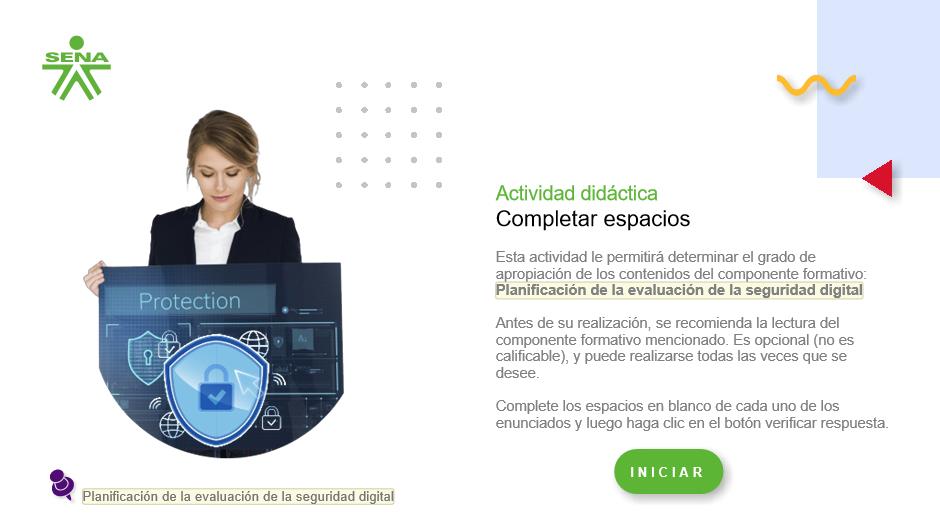 SENA
Actividad didáctica
Completar espacios
Esta actividad le permitirá determinar el grado de
apropiación de los contenidos del componente formativo:
Planificación de la evaluación de la seguridad digital
Antes de su realización, se recomienda la lectura del
componente formativo mencionado. Es opcional (no es
calificable), y puede realizarse todas las veces que se
desee.
Complete los espacios en blanco de cada uno de los
enunciados y luego haga clic en el botón verificar respuesta.
INICIAR
Protection
Planificación de la evaluación de la seguridad digital